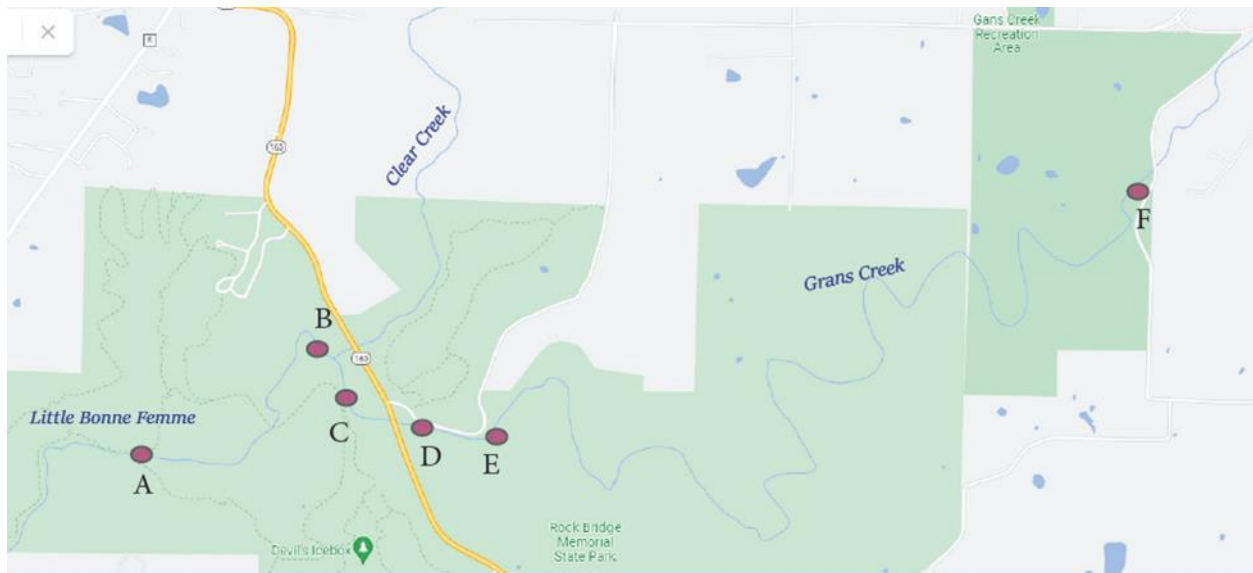 K
Gans Creek
Recreation
Area
163
Clear Creek
F
Grans Creek
B
163
Little Bonne Femme
C
D
E
A
Rock Bridge
Memorial
State Park
Devil's Icebox